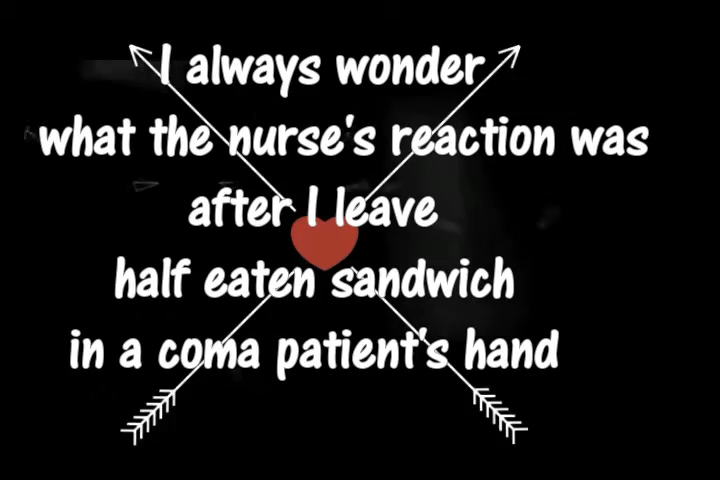 I always wonder
what the nurse's reaction was
after I leave
half eaten sandwich
in a coma patient's hand